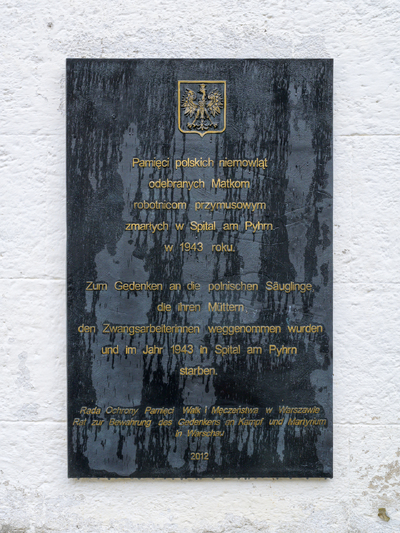 Pamięci polskich niemowląt
odebranych Matkom
robotnicom przymusowym
zmarłych w Spital am Pyhrn
w 1943 roku.
Zum Gedenken an die polnischen Säuglinge
die ihren Müttern
den Zwangsarbeiterinnen weggenommen wurden
und im Jahr 1943 in Spital am Pyhrn
starben.
Rada Ochrony Pamięci Walk i Męczeństwa w Warszawie
Rat zur Bewahrung des Gedenkens an Kampf und Martyrium
in Warschau
2012